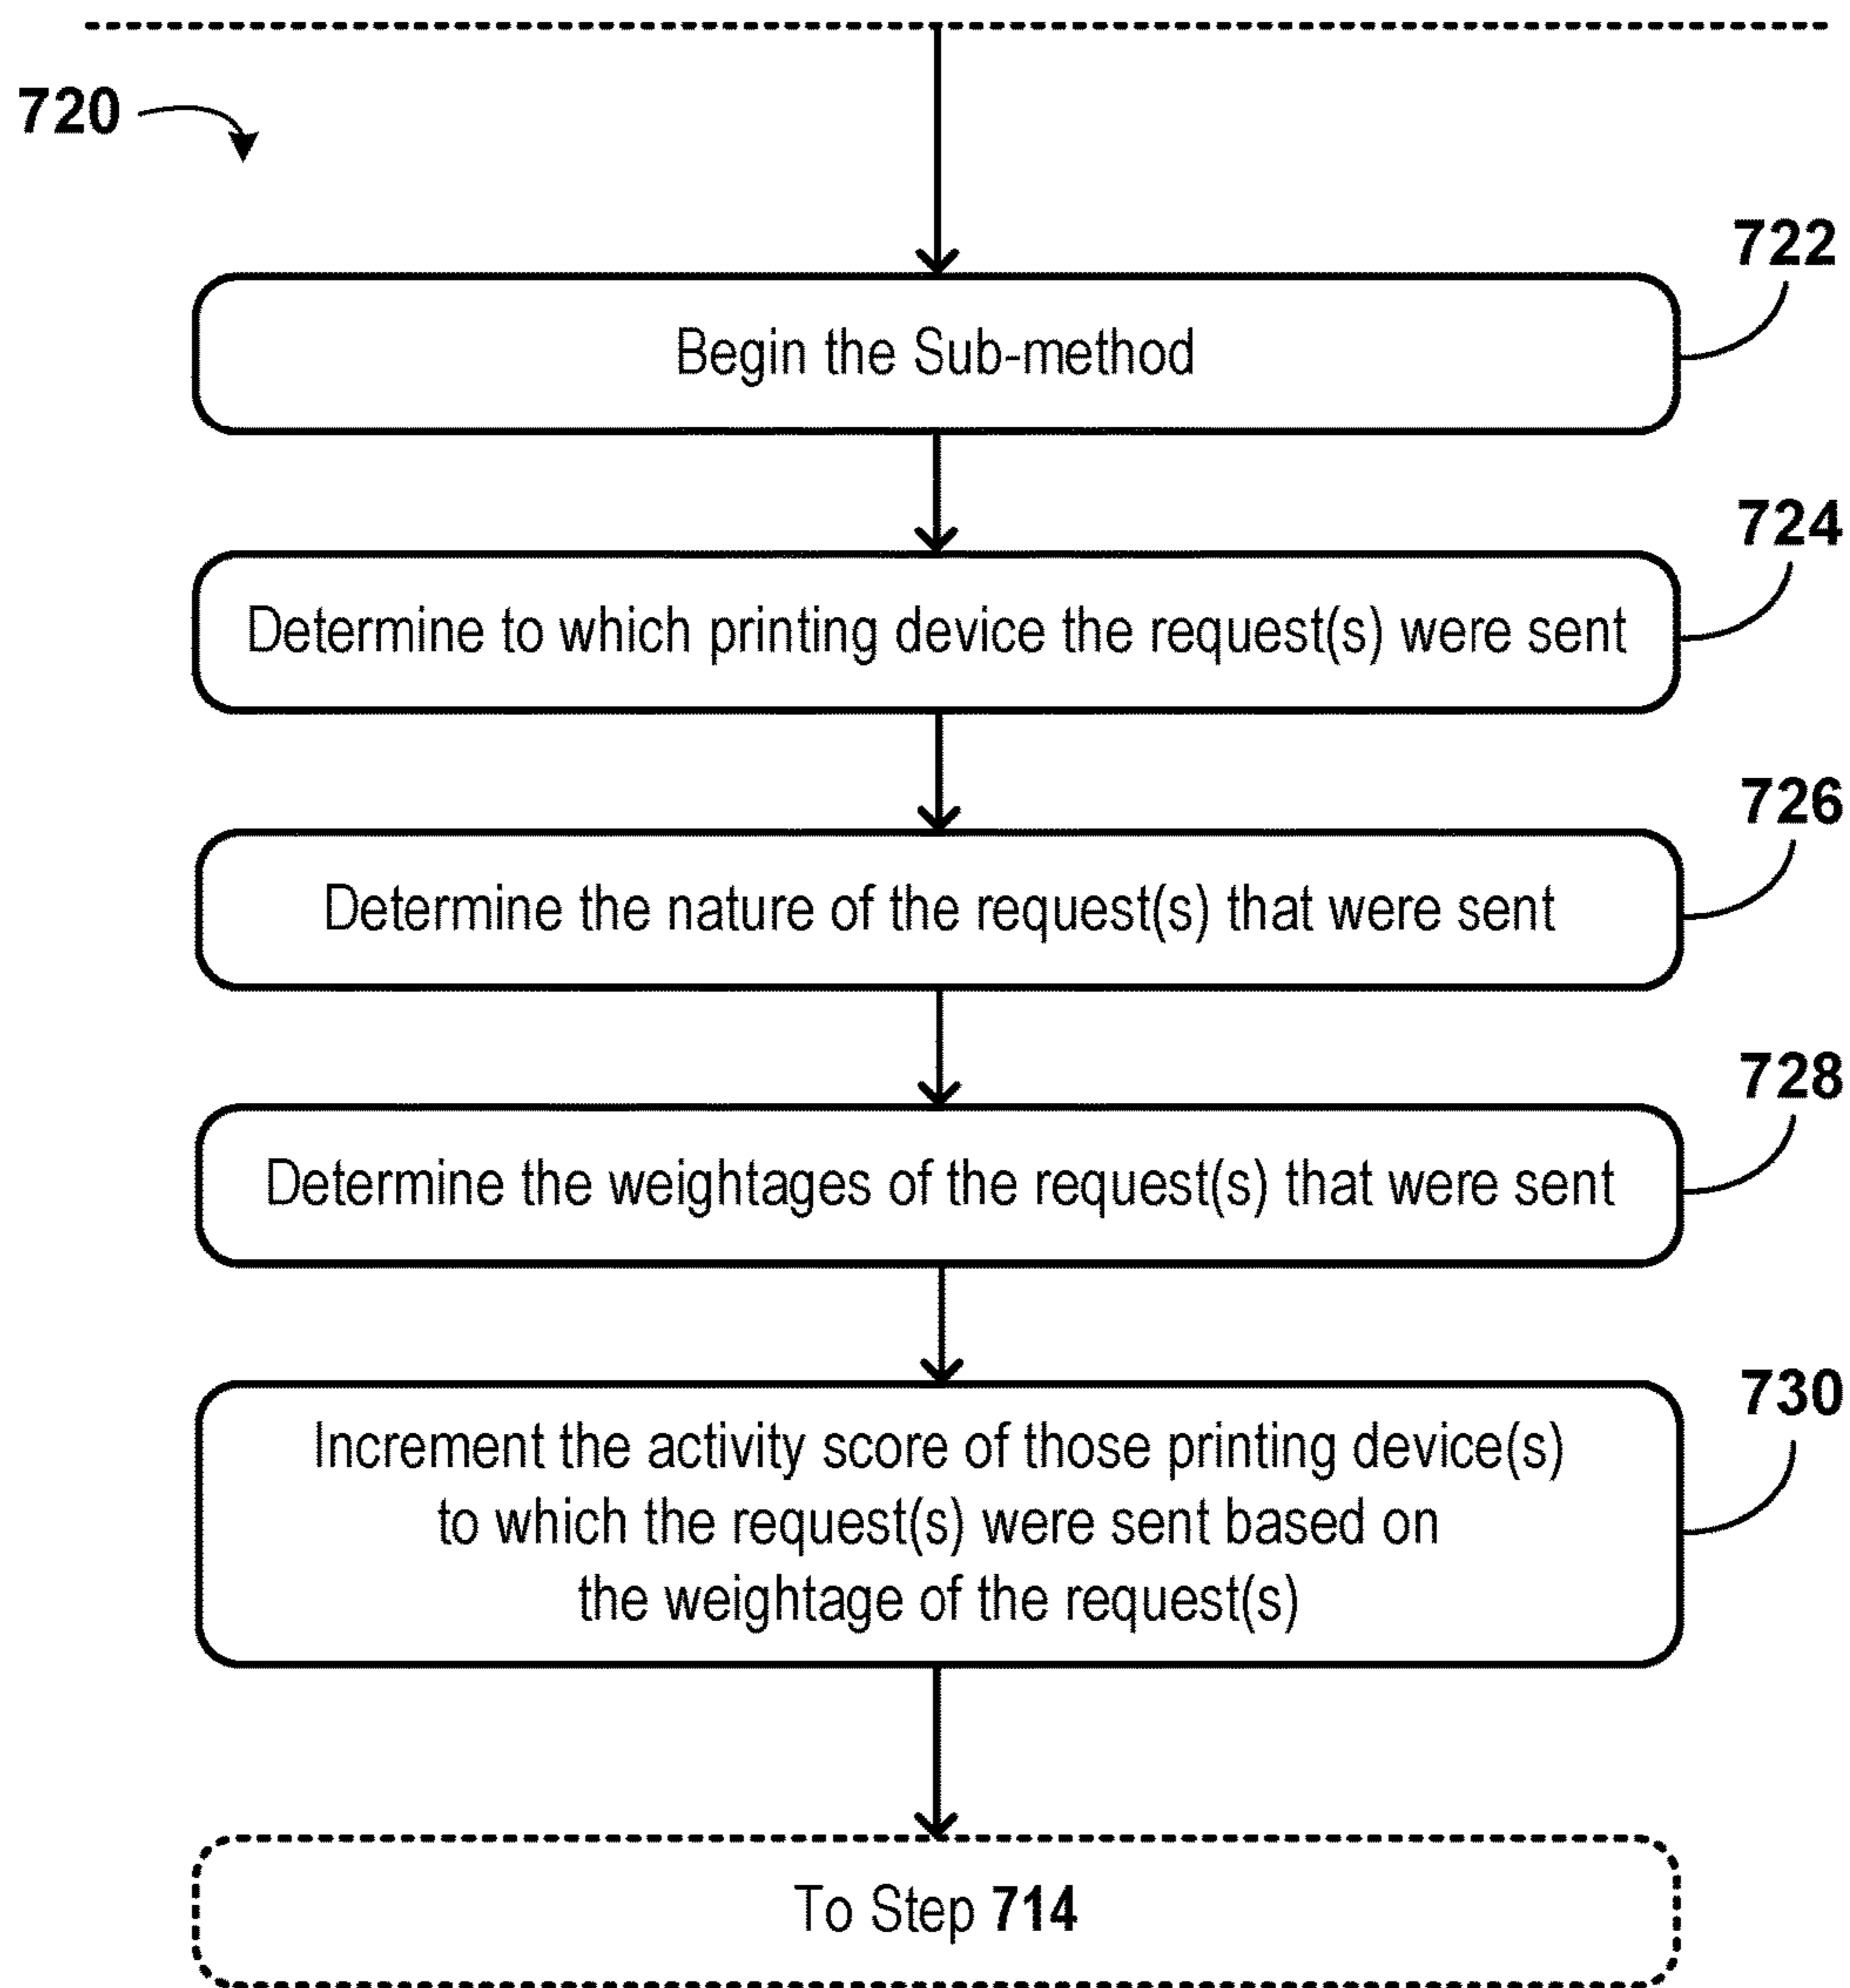 720
722
Begin the Sub-method
724
Determine to which printing device the request(s) were sent
726
Determine the nature of the request(s) that were sent
728
Determine the weightages of the request(s) that were sent
730
Increment the activity score of those printing device(s)
to which the request(s) were sent based on
the weightage of the request(s)
To Step 714